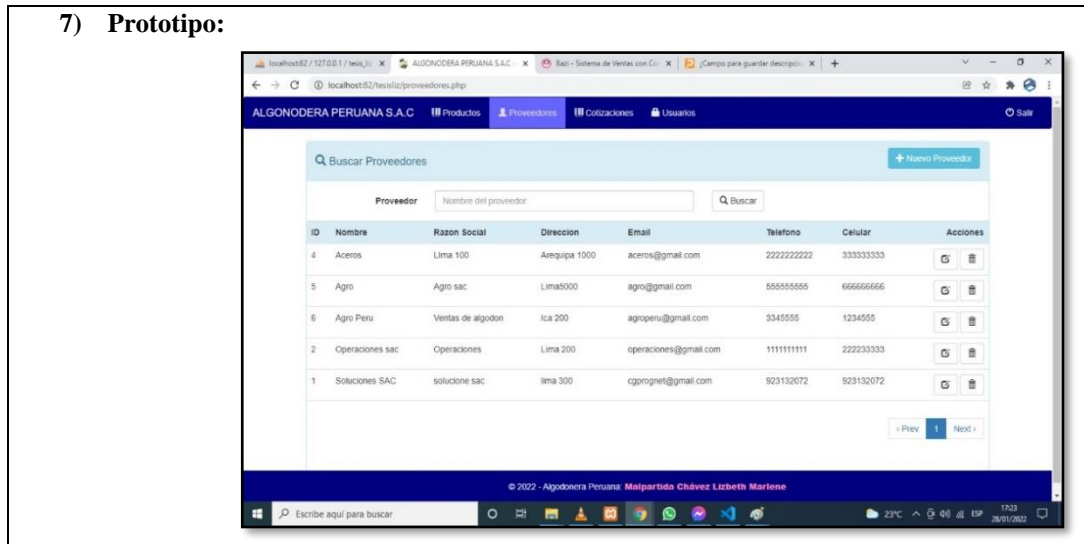 7) Prototipo:
localhost:82 / 127.0.0.1 / tesis_liz
ALGONODERA PERUANA S.A.C -
Bazi - Sistema de Ventas con Co
¿Campo para guardar descripcio
localhost:82/tesisliz/proveedores.php
ALGONODERA PERUANA S.A.C Productos Proveedores Cotizaciones Usuarios Salir
Buscar Proveedores
+ Nuevo Proveedor
Proveedor Nombre del proveedor Buscar
ID Nombre Razon Social Direccion Email Telefono Celular Acciones
4 Aceros LIma 100 Arequipa 1000 aceros@gmail.com 2222222222 333333333
5 Agro Agro sac Lima5000 agro@gmail.com 555555555 666666666
6 Agro Peru Ventas de algodon Ica 200 agroperu@gmail.com 3345555 1234555
2 Operaciones sac Operaciones Lima 200 operaciones@gmail.com 1111111111 222233333
1 Soluciones SAC solucione sac lima 300 cgprognet@gmail.com 923132072 923132072
‹ Prev 1 Next ›
© 2022 - Algodonera Peruana: Malpartida Chávez Lizbeth Marlene
Escribe aquí para buscar
23°C ESP 17:23
28/01/2022